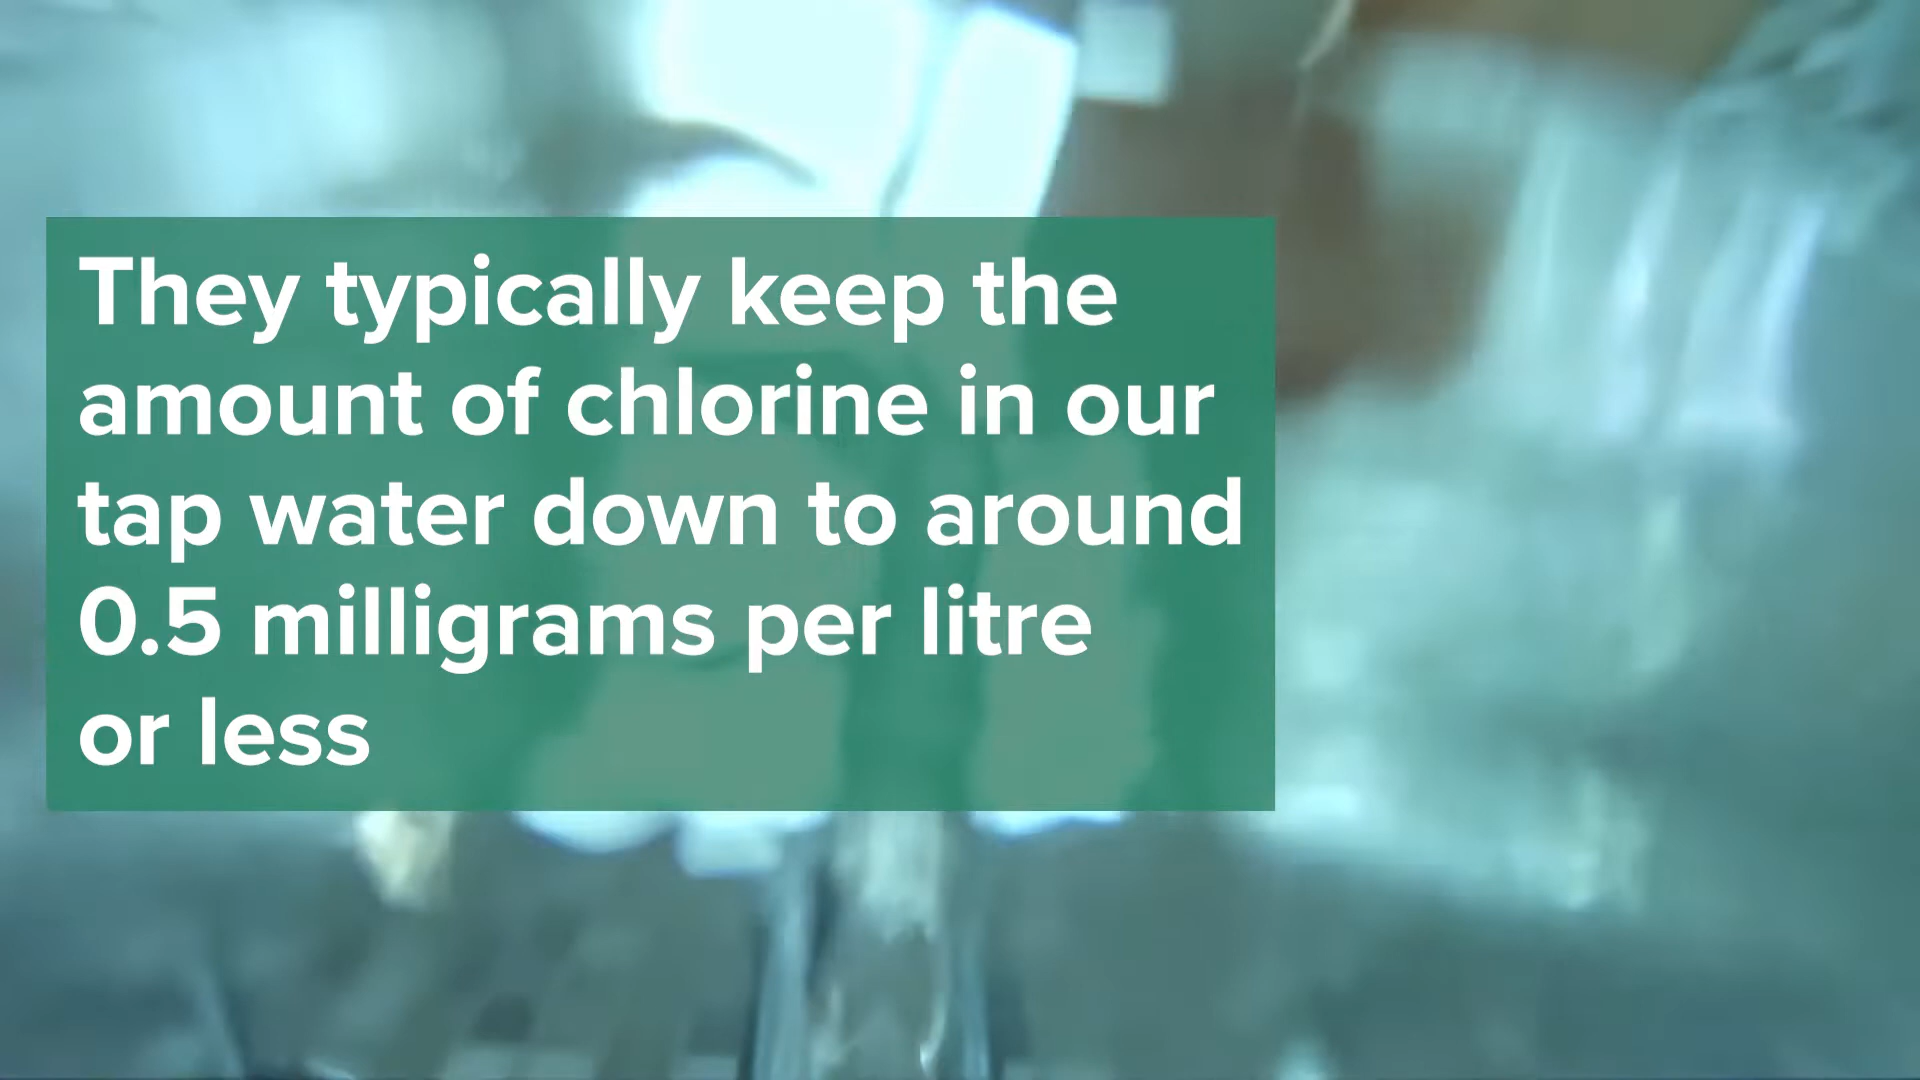 They typically keep the
amount of chlorine in our
tap water down to around
0.5 milligrams per litre
or less